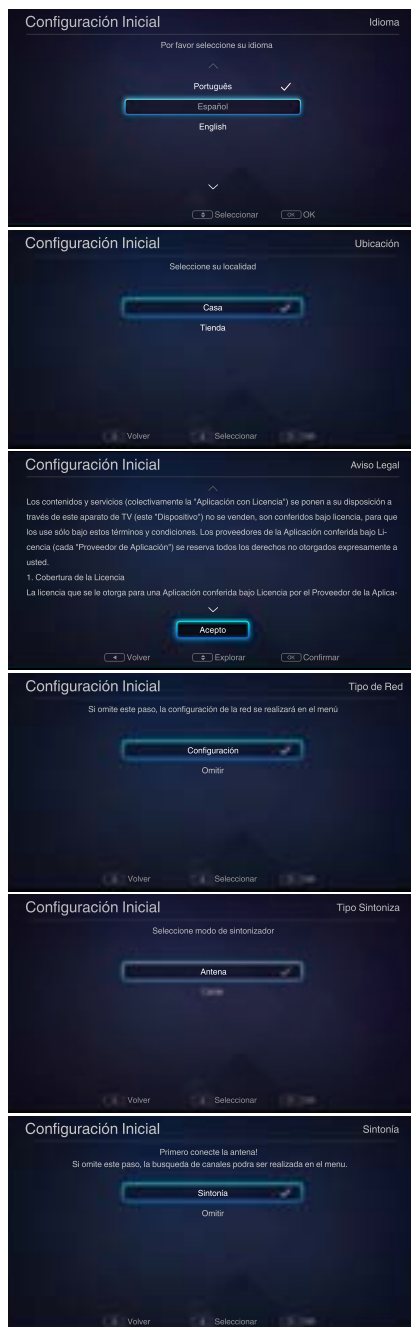 Configuración Inicial
Idioma
Por favor seleccione su idioma
Português
Español
English
Seleccionar
OK OK
Configuración Inicial
Ubicación
Seleccione su localidad
Casa
Tienda
Volver
Seleccionar
Configuración Inicial
Aviso Legal
Los contenidos y servicios (colectivamente la "Aplicación con Licencia") se ponen a su disposición a
través de este aparato de TV (este "Dispositivo") no se venden, son conferidos bajo licencia, para que
los use sólo bajo estos términos y condiciones. Los proveedores de la Aplicación conferida bajo Li-
cencia (cada "Proveedor de Aplicación") se reserva todos los derechos no otorgados expresamente a
usted.
1. Cobertura de la Licencia
La licencia que se le otorga para una Aplicación conferida bajo Licencia por el Proveedor de la Aplica-
Acepto
Volver
Explorar
OK Confirmar
Configuración Inicial
Tipo de Red
Si omite este paso, la configuración de la red se realizará en el menú
Configuración
Omitir
Volver
Seleccionar
Configuración Inicial
Tipo Sintoniza
Seleccione modo de sintonizador
Antena
Volver
Seleccionar
Configuración Inicial
Sintonía
Primero conecte la antena!
Si omite este paso, la busqueda de canales podra ser realizada en el menu.
Sintonía
Omitir
Volver
Seleccionar